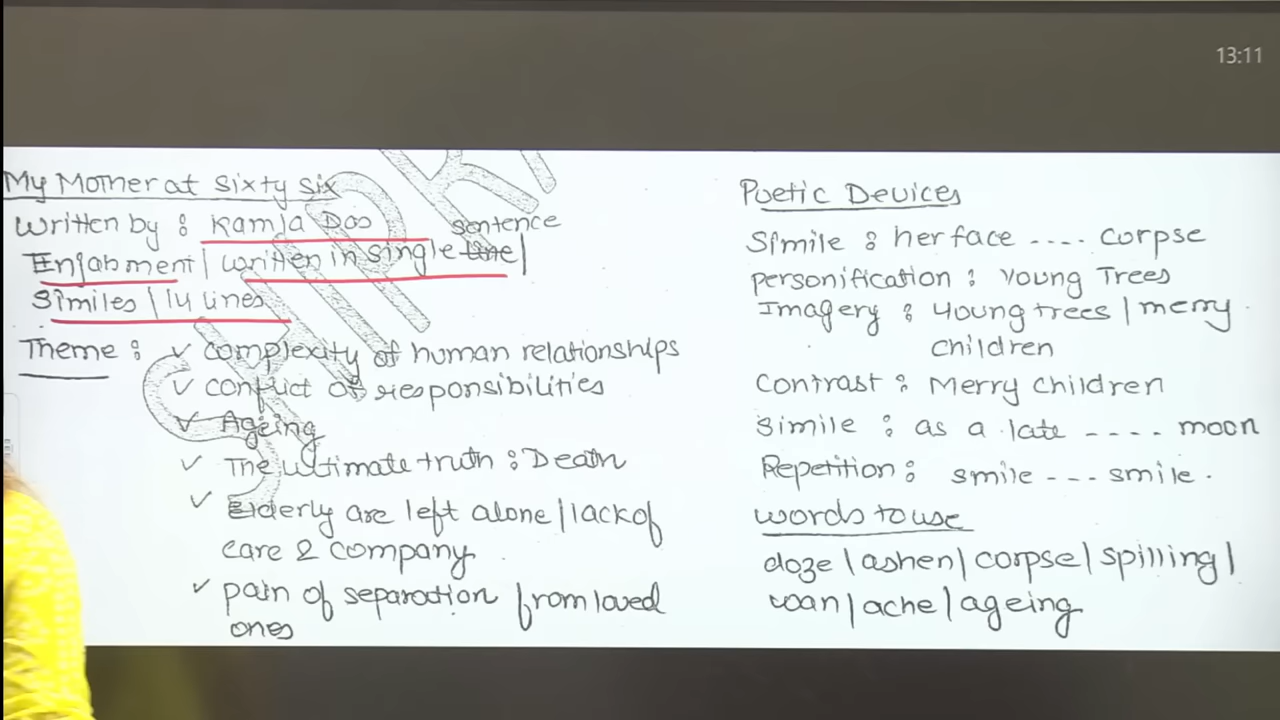 13:11
My Mother at Sixty six
Written by : Kamla Das
sentence
Enjabment | written in single line |
Similes | 14 lines
Theme : ✓ complexity of human relationships
✓ conflict of responsibilities
✓ Ageing
✓ The ultimate truth : Death
✓ Elderly are left alone | lack of
care & company
✓ pain of separation from loved
ones
Poetic Devices
Simile : her face .... corpse
personification : Young Trees
Imagery : Young trees | merry
children
Contrast : Merry children
Simile : as a late ---- moon
Repetition : smile --- smile.
words to use
doze | ashen | corpse | spilling |
wan | ache | ageing